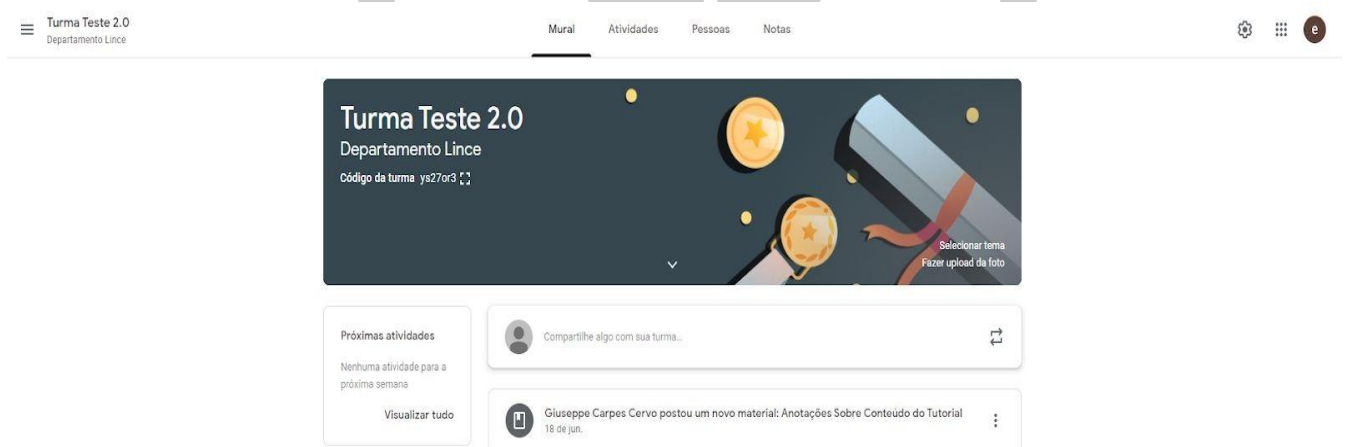 Turma Teste 2.0
Departamento Lince
Mural Atividades Pessoas Notas
e
Turma Teste 2.0
Departamento Lince
Código da turma ys27or3
Selecionar tema
Fazer upload da foto
Próximas atividades
Nenhuma atividade para a
próxima semana
Visualizar tudo
Compartilhe algo com sua turma...
Giuseppe Carpes Cervo postou um novo material: Anotações Sobre Conteúdo do Tutorial
18 de jun.